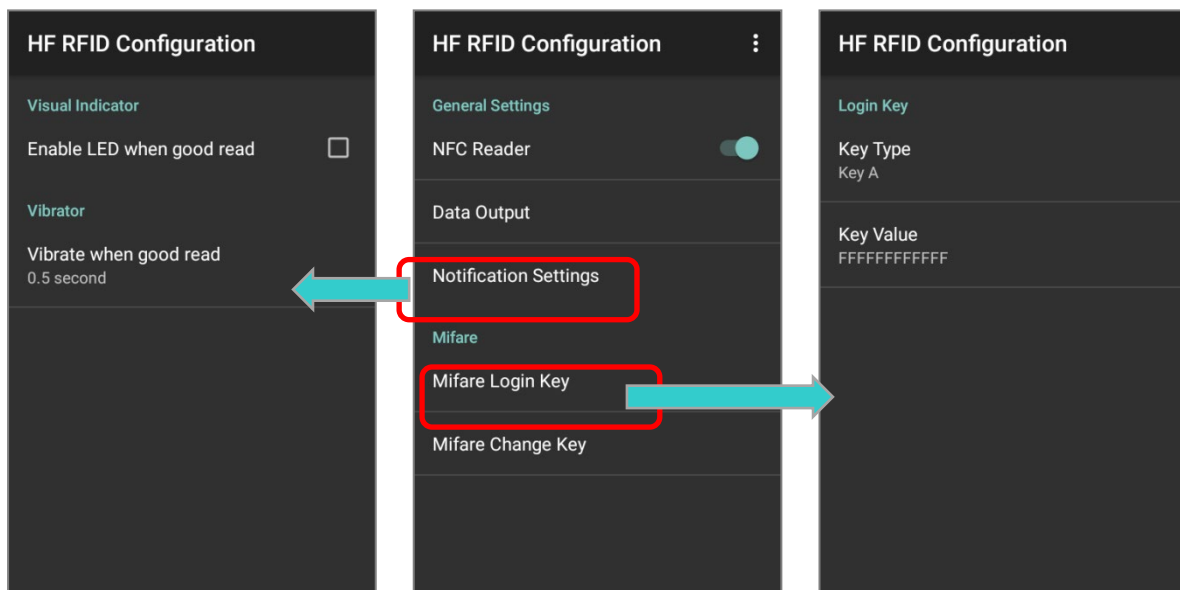 HF RFID Configuration
Visual Indicator
Enable LED when good read
Vibrator
Vibrate when good read
0.5 second
HF RFID Configuration
General Settings
NFC Reader
Data Output
Notification Settings
Mifare
Mifare Login Key
Mifare Change Key
HF RFID Configuration
Login Key
Key Type
Key A
Key Value
FFFFFFFFFFFF